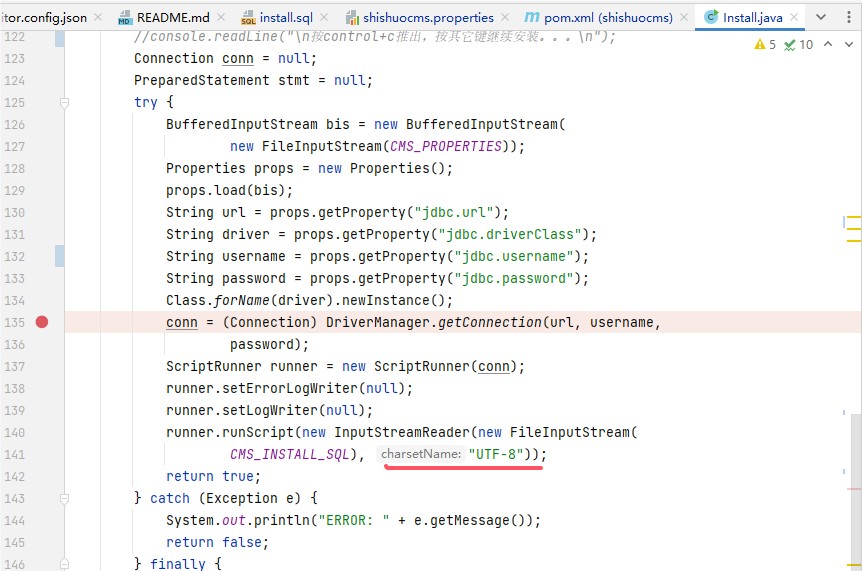 itor.config.json README.md install.sql shishuocms.properties pom.xml (shishuocms) Install.java
5 10
122 //console.readLine("\n按control+c推出，按其它键继续安装...\n");
123 Connection conn = null;
124 PreparedStatement stmt = null;
125 try {
126 BufferedInputStream bis = new BufferedInputStream(
127 new FileInputStream(CMS_PROPERTIES));
128 Properties props = new Properties();
129 props.load(bis);
130 String url = props.getProperty("jdbc.url");
131 String driver = props.getProperty("jdbc.driverClass");
132 String username = props.getProperty("jdbc.username");
133 String password = props.getProperty("jdbc.password");
134 Class.forName(driver).newInstance();
135 conn = (Connection) DriverManager.getConnection(url, username,
136 password);
137 ScriptRunner runner = new ScriptRunner(conn);
138 runner.setErrorLogWriter(null);
139 runner.setLogWriter(null);
140 runner.runScript(new InputStreamReader(new FileInputStream(
141 CMS_INSTALL_SQL), charsetName: "UTF-8"));
142 return true;
143 } catch (Exception e) {
144 System.out.println("ERROR: " + e.getMessage());
145 return false;
146 } finally {